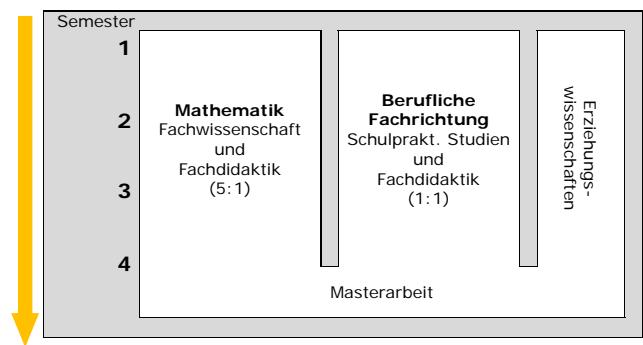 Semester
1
2
3
4
Mathematik
Fachwissenschaft
und
Fachdidaktik
(5:1)
Berufliche
Fachrichtung
Schulprakt. Studien
und
Fachdidaktik
(1:1)
Erziehungs-
wissenschaften
Masterarbeit